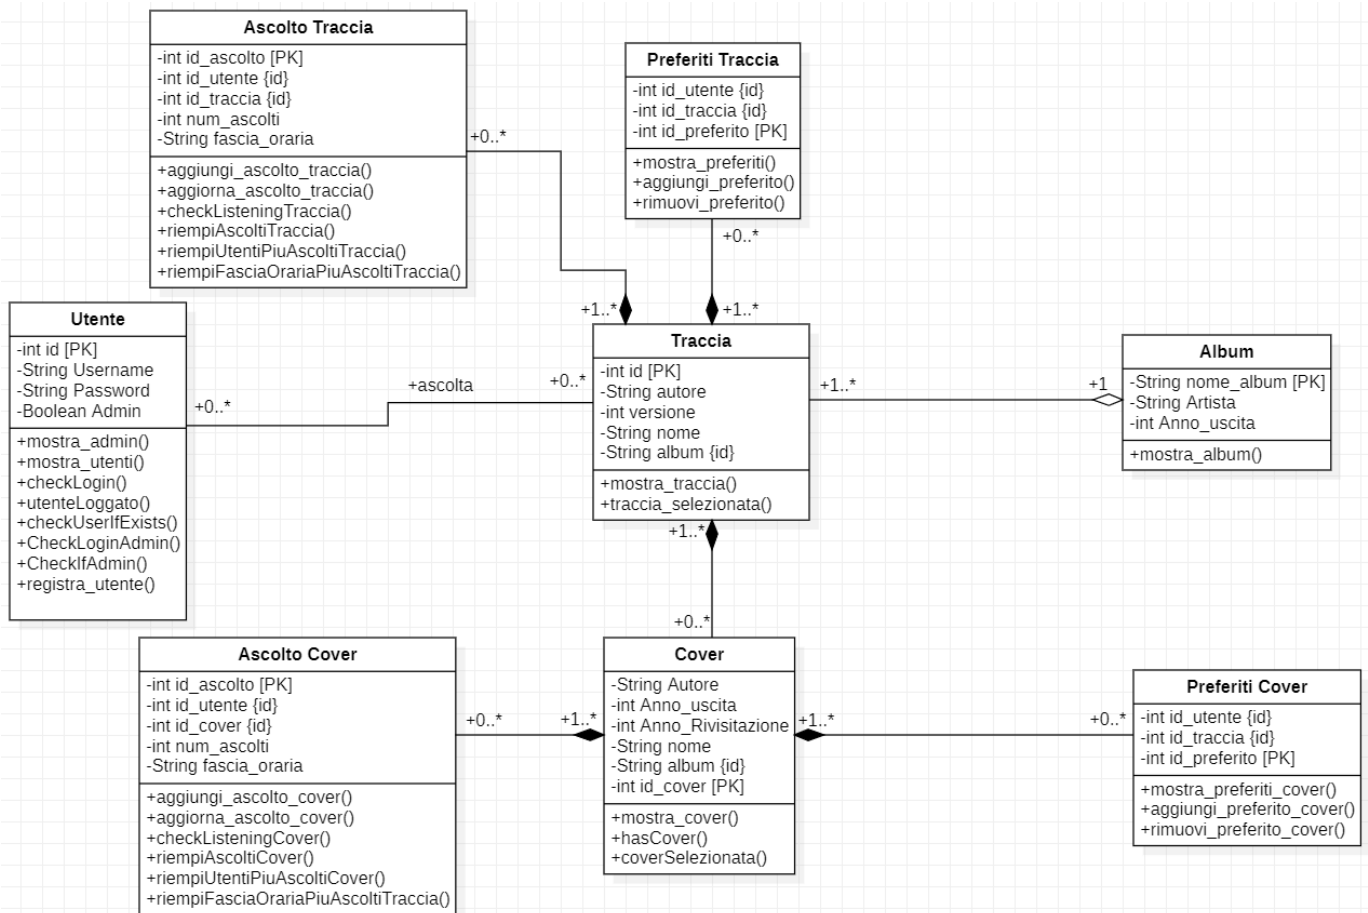 Ascolto Traccia
-int id_ascolto [PK]
-int id_utente {id}
-int id_traccia {id}
-int num_ascolti
-String fascia_oraria
+aggiungi_ascolto_traccia()
+aggiorna_ascolto_traccia()
+checkListeningTraccia()
+riempiAscoltiTraccia()
+riempiUtentiPiuAscoltiTraccia()
+riempiFasciaOrariaPiuAscoltiTraccia()
+0..*
+1..*
Preferiti Traccia
-int id_utente {id}
-int id_traccia {id}
-int id_preferito [PK]
+mostra_preferiti()
+aggiungi_preferito()
+rimuovi_preferito()
+0..*
+1..*
Utente
-int id [PK]
-String Username
-String Password
-Boolean Admin
+mostra_admin()
+mostra_utenti()
+checkLogin()
+utenteLoggato()
+checkUserIfExists()
+CheckLoginAdmin()
+CheckIfAdmin()
+registra_utente()
+0..*
+ascolta
+0..*
Traccia
-int id [PK]
-String autore
-int versione
-String nome
-String album {id}
+mostra_traccia()
+traccia_selezionata()
+1..*
+1
Album
-String nome_album [PK]
-String Artista
-int Anno_uscita
+mostra_album()
+1..*
+0..*
Ascolto Cover
-int id_ascolto [PK]
-int id_utente {id}
-int id_cover {id}
-int num_ascolti
-String fascia_oraria
+aggiungi_ascolto_cover()
+aggiorna_ascolto_cover()
+checkListeningCover()
+riempiAscoltiCover()
+riempiUtentiPiuAscoltiCover()
+riempiFasciaOrariaPiuAscoltiTraccia()
+0..*
+1..*
Cover
-String Autore
-int Anno_uscita
-int Anno_Rivisitazione
-String nome
-String album {id}
-int id_cover [PK]
+mostra_cover()
+hasCover()
+coverSelezionata()
+1..*
+0..*
Preferiti Cover
-int id_utente {id}
-int id_traccia {id}
-int id_preferito [PK]
+mostra_preferiti_cover()
+aggiungi_preferito_cover()
+rimuovi_preferito_cover()